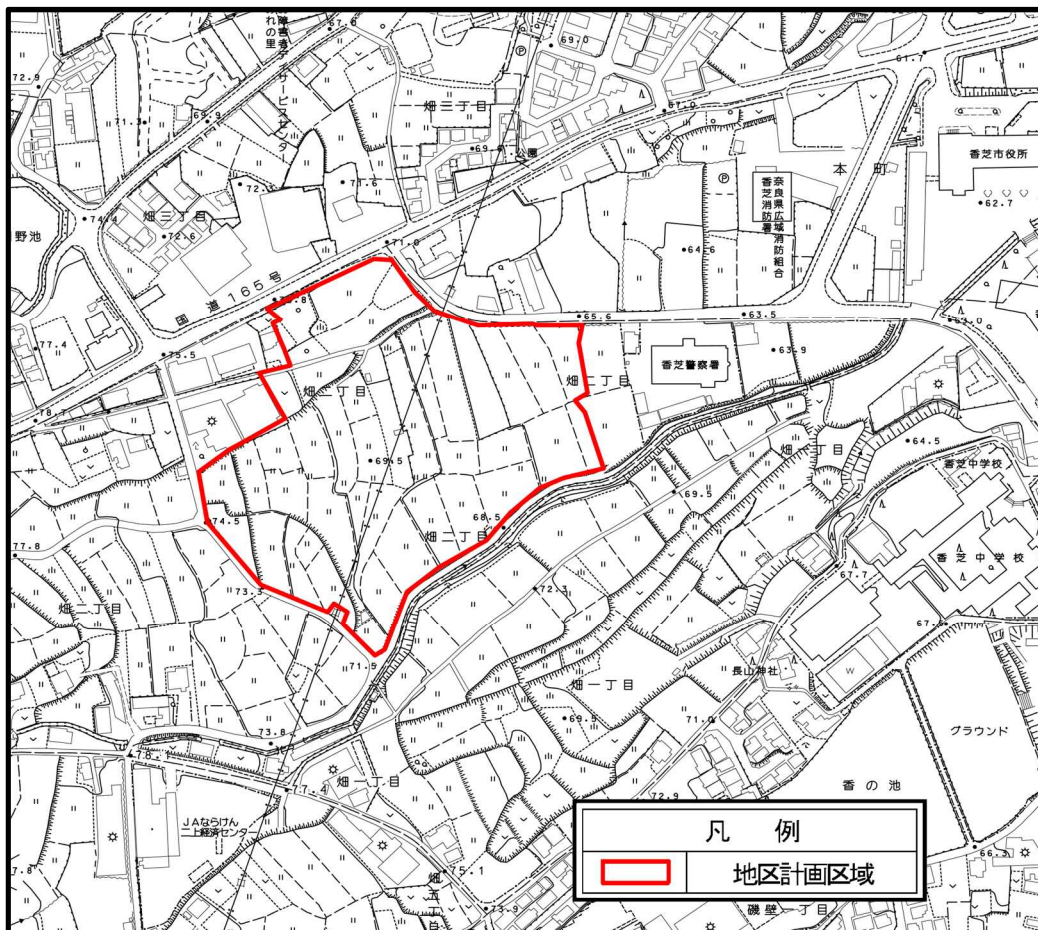 障害者デイサービスセンター
67.8
69.0
61.7
72.9
71.3
69.9
畑三丁目
67.0
公園
本町
香芝市役所
62.7
奈良県広域消防組合
香芝消防署
72.3
71.6
74.4
畑三丁目
72.6
野池
64.6
71.0
国道165号
65.6
63.5
63.0
77.4
75.5
香芝警察署
63.9
78.7
畑二丁目
畑二丁目
畑一丁目
64.5
香芝中学校
69.5
69.5
68.5
畑二丁目
74.5
77.8
香芝中学校
67.7
73.3
72.3
畑二丁目
71.5
長山神社
畑一丁目
69.5
71.0
73.8
グラウンド
77.4
畑一丁目
72.9
香の池
JAならけん
二上経済センター
凡例
地区計画区域
66.3
75.1
73.9
磯壁一丁目